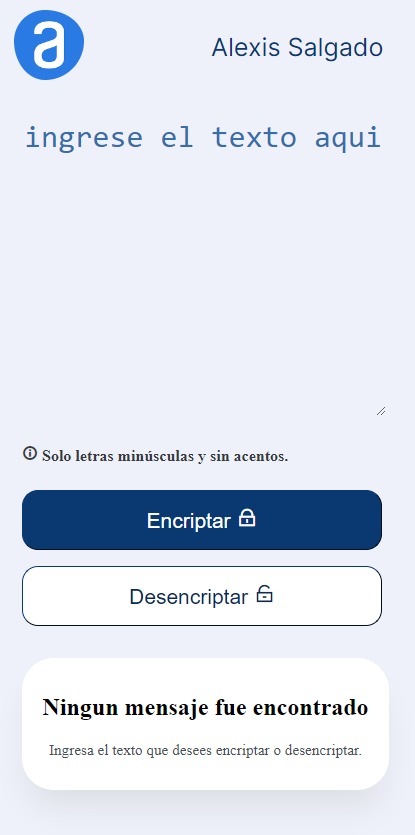 a
Alexis Salgado
ingrese el texto aqui
Solo letras minúsculas y sin acentos.
Encriptar
Desencriptar
Ningun mensaje fue encontrado
Ingresa el texto que desees encriptar o desencriptar.